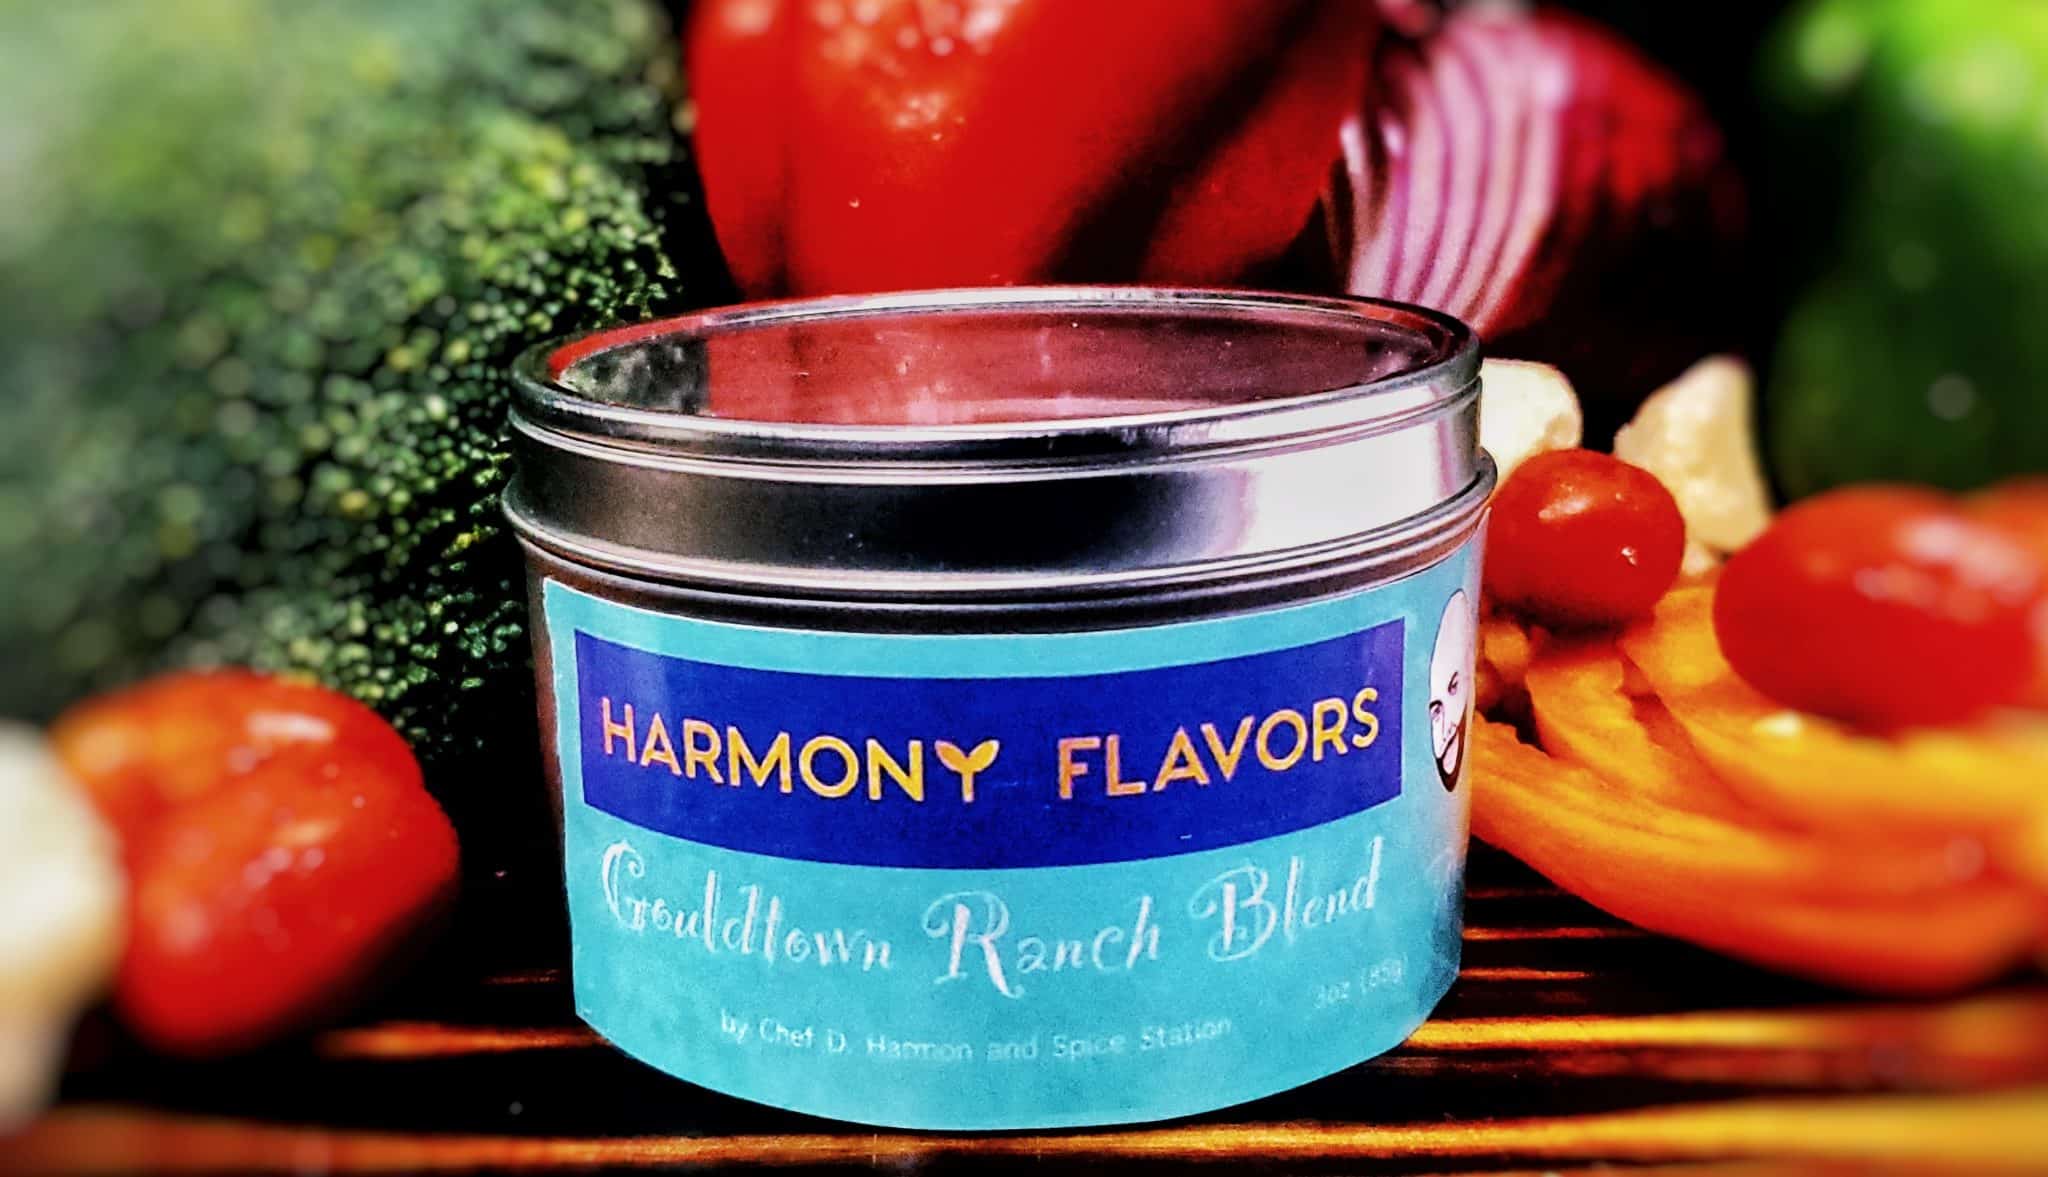 HARMONY FLAVORS
Gouldtown Ranch Blend
3oz (85g)
by Chef D. Harmon and Spice Station